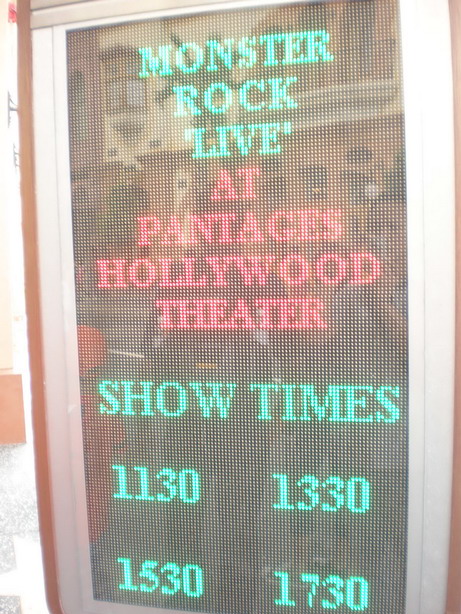 MONSTER
ROCK
"LIVE"
AT
PANTAGES
HOLLYWOOD
THEATER
SHOW TIMES
1130 1330
1530 1730